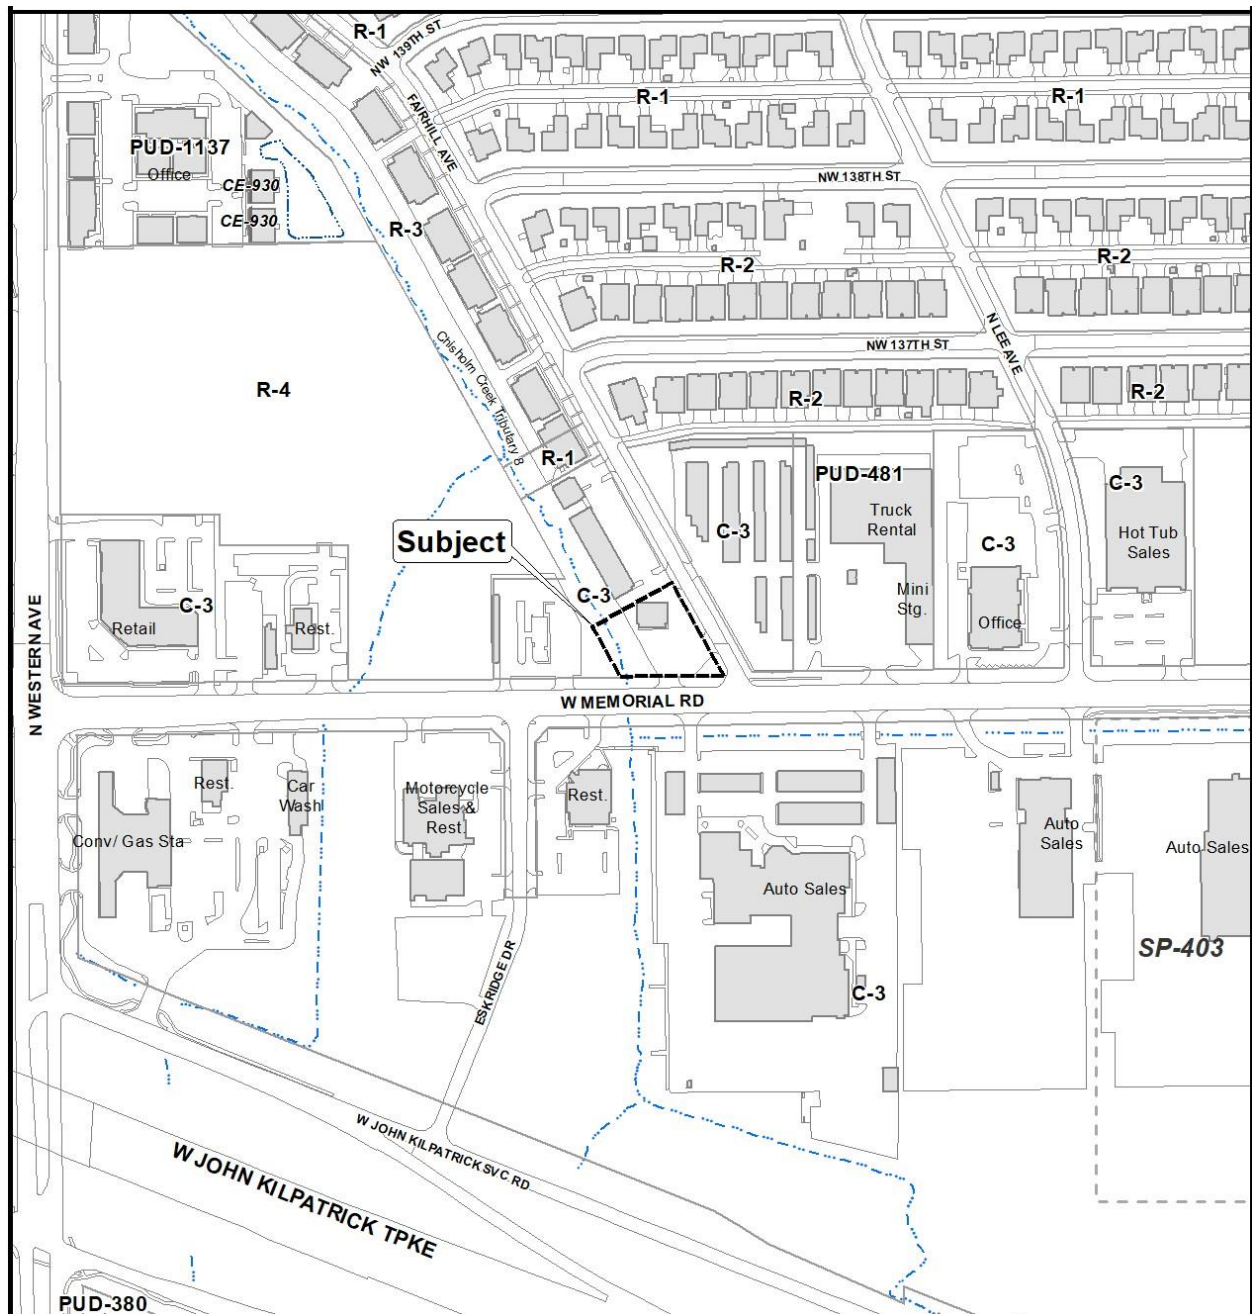 R-1
NW 139TH ST
FAIRHILL AVE
R-1
R-1
PUD-1137
Office
CE-930
CE-930
NW 138TH ST
R-3
R-2
R-2
N LEE AVE
NW 137TH ST
Chisholm Creek Tributary 8
R-4
R-2
R-2
R-1
PUD-481
Truck
Rental
C-3
C-3
Hot Tub
Sales
C-3
Subject
Mini
Stg.
Office
C-3
C-3
Retail
Rest.
N WESTERN AVE
W MEMORIAL RD
Rest.
Car
Wash
Motorcycle
Sales &
Rest.
Rest.
Conv/ Gas Sta
Auto
Sales
Auto Sales
Auto Sales
SP-403
C-3
ESKRIDGE DR
W JOHN KILPATRICK SVC RD
W JOHN KILPATRICK TPKE
PUD-380